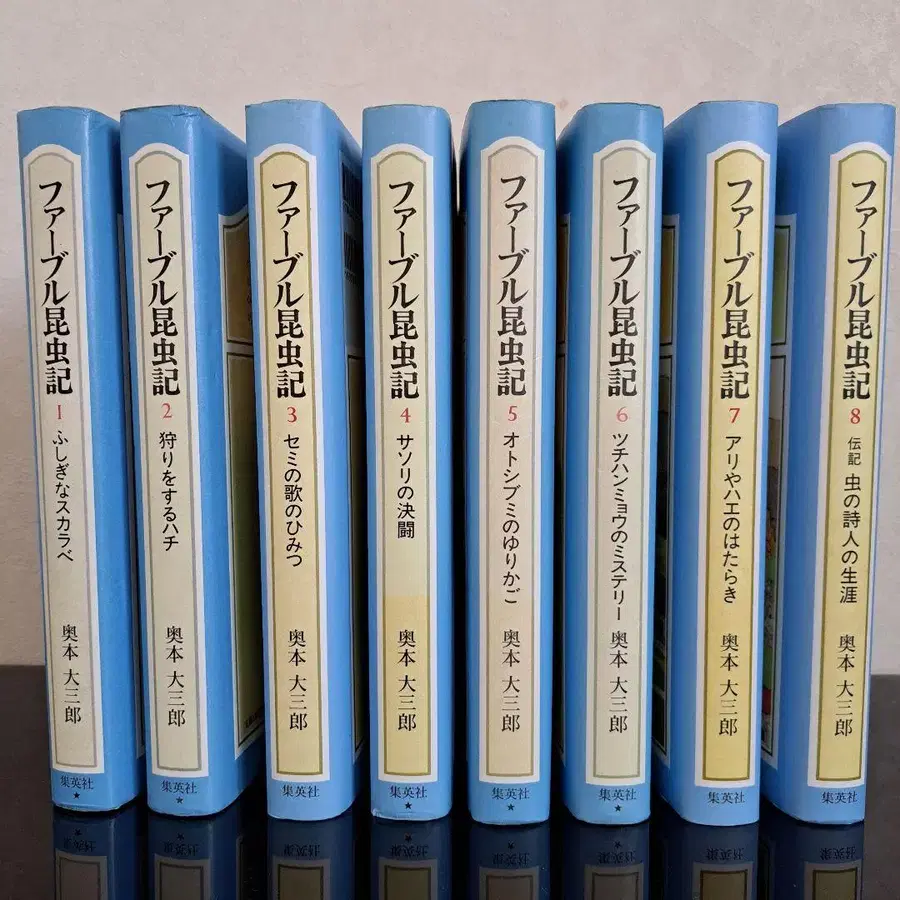 ファーブル昆虫記
1
ふしぎなスカラベ
奥本 大三郎
集英社
ファーブル昆虫記
2
狩りをするハチ
奥本 大三郎
集英社
ファーブル昆虫記
3
セミの歌のひみつ
奥本 大三郎
集英社
ファーブル昆虫記
4
サソリの決闘
奥本 大三郎
集英社
ファーブル昆虫記
5
オトシブミのゆりかご
奥本 大三郎
集英社
ファーブル昆虫記
6
ツチハンミョウのミステリー
奥本 大三郎
集英社
ファーブル昆虫記
7
アリやハエのはたらき
奥本 大三郎
集英社
ファーブル昆虫記
8
伝記 虫の詩人の生涯
奥本 大三郎
集英社